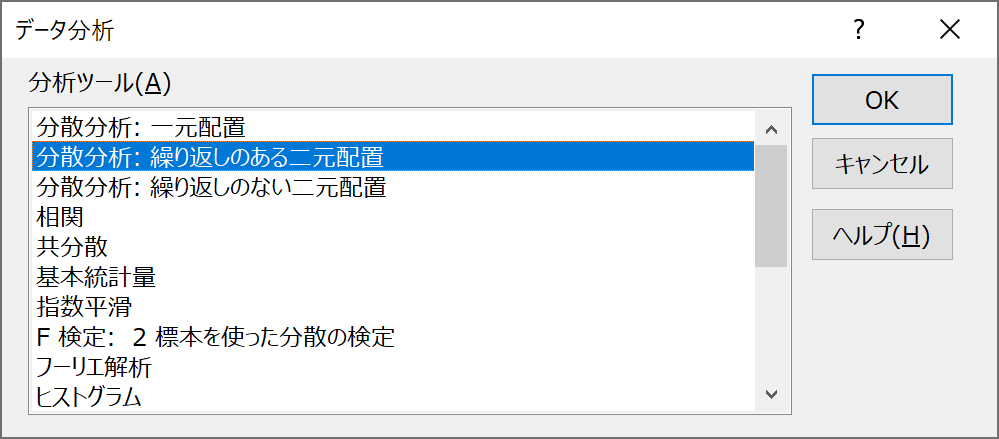 データ分析
?
分析ツール(A)
分散分析: 一元配置
分散分析: 繰り返しのある二元配置
分散分析: 繰り返しのない二元配置
相関
共分散
基本統計量
指数平滑
F 検定: 2 標本を使った分散の検定
フーリエ解析
ヒストグラム
OK
キャンセル
ヘルプ(H)